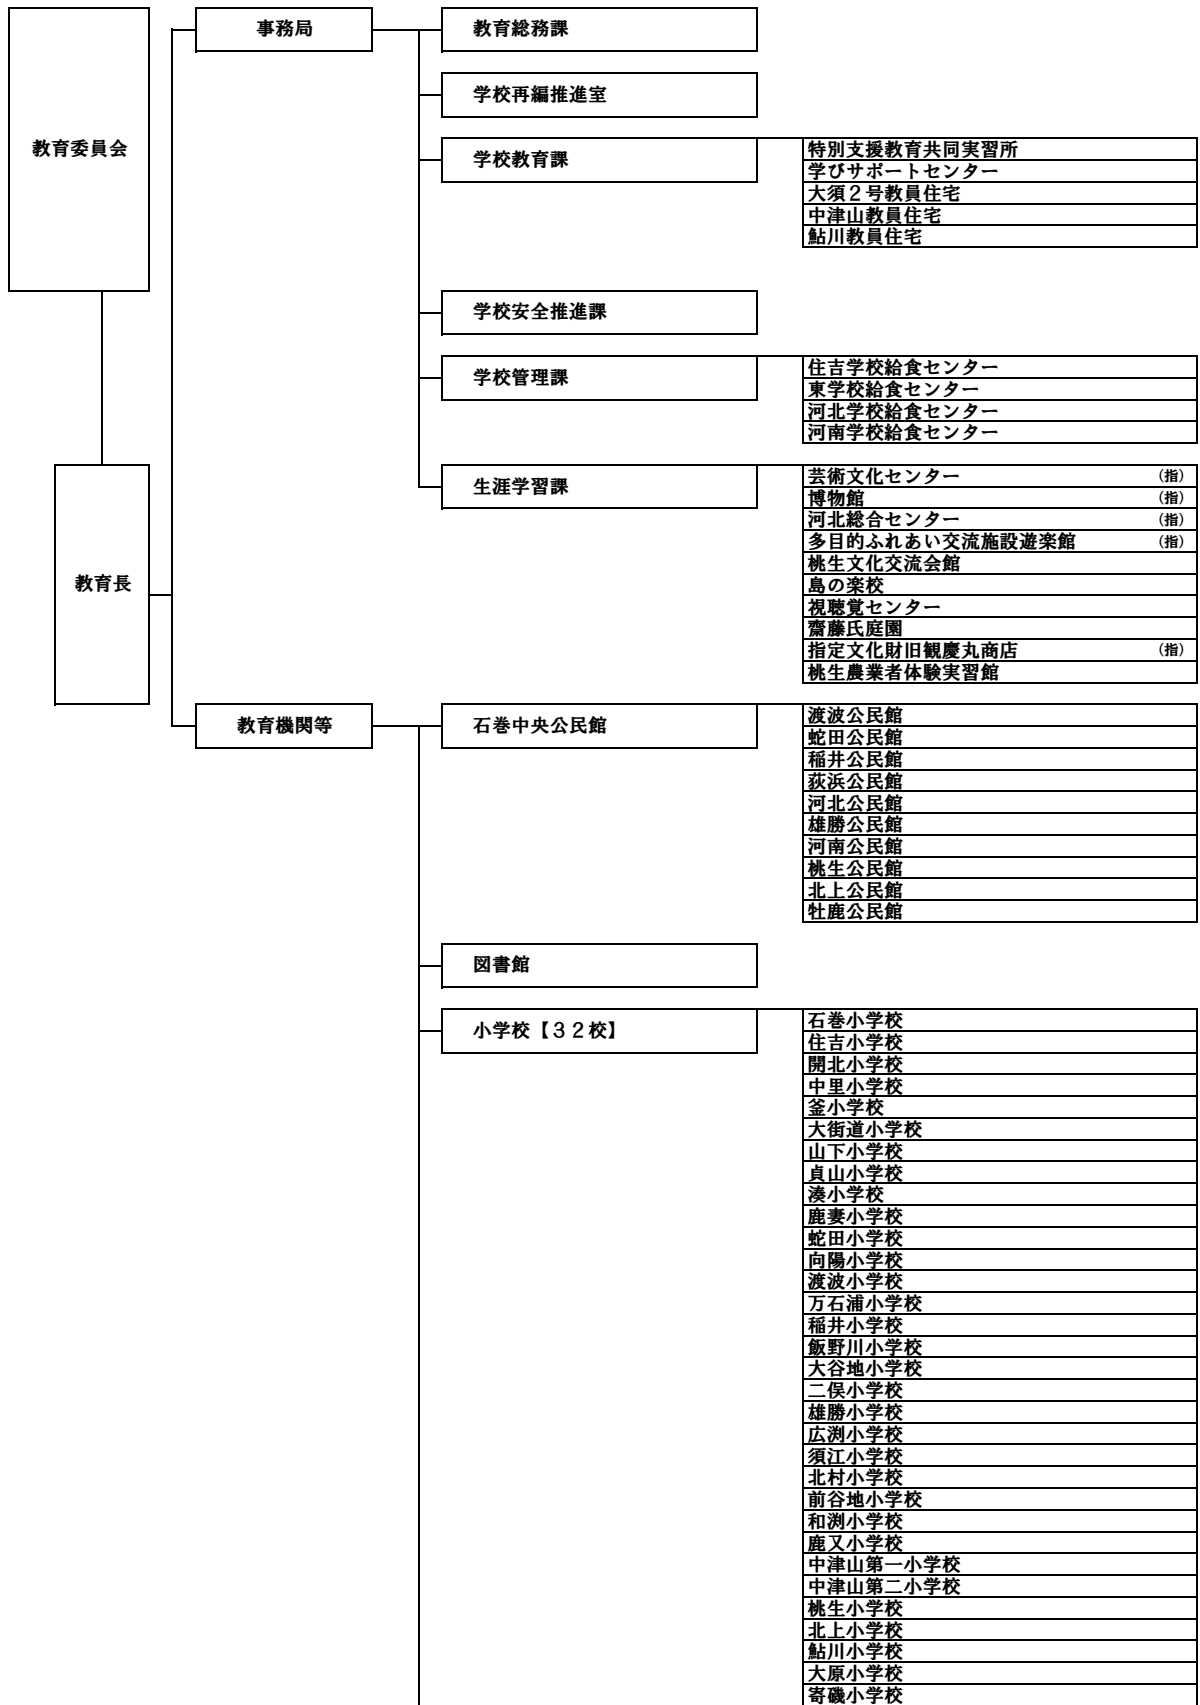 教育委員会
教育長
事務局
教育総務課
学校再編推進室
学校教育課
特別支援教育共同実習所
学びサポートセンター
大須２号教員住宅
中津山教員住宅
鮎川教員住宅
学校安全推進課
学校管理課
住吉学校給食センター
東学校給食センター
河北学校給食センター
河南学校給食センター
生涯学習課
芸術文化センター (指)
博物館 (指)
河北総合センター (指)
多目的ふれあい交流施設遊楽館 (指)
桃生文化交流会館
島の楽校
視聴覚センター
齋藤氏庭園
指定文化財旧観慶丸商店 (指)
桃生農業者体験実習館
教育機関等
石巻中央公民館
渡波公民館
蛇田公民館
稲井公民館
荻浜公民館
河北公民館
雄勝公民館
河南公民館
桃生公民館
北上公民館
牡鹿公民館
図書館
小学校【３２校】
石巻小学校
住吉小学校
開北小学校
中里小学校
釜小学校
大街道小学校
山下小学校
貞山小学校
湊小学校
鹿妻小学校
蛇田小学校
向陽小学校
渡波小学校
万石浦小学校
稲井小学校
飯野川小学校
大谷地小学校
二俣小学校
雄勝小学校
広渕小学校
須江小学校
北村小学校
前谷地小学校
和渕小学校
鹿又小学校
中津山第一小学校
中津山第二小学校
桃生小学校
北上小学校
鮎川小学校
大原小学校
寄磯小学校